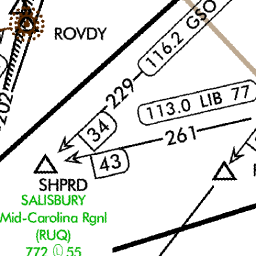 ROVDY
116.2 GSO
229
113.0 LIB 77
261
202
34
43
SHPRD
SALISBURY
Mid-Carolina Rgnl
(RUQ)
772 Ⓛ 55